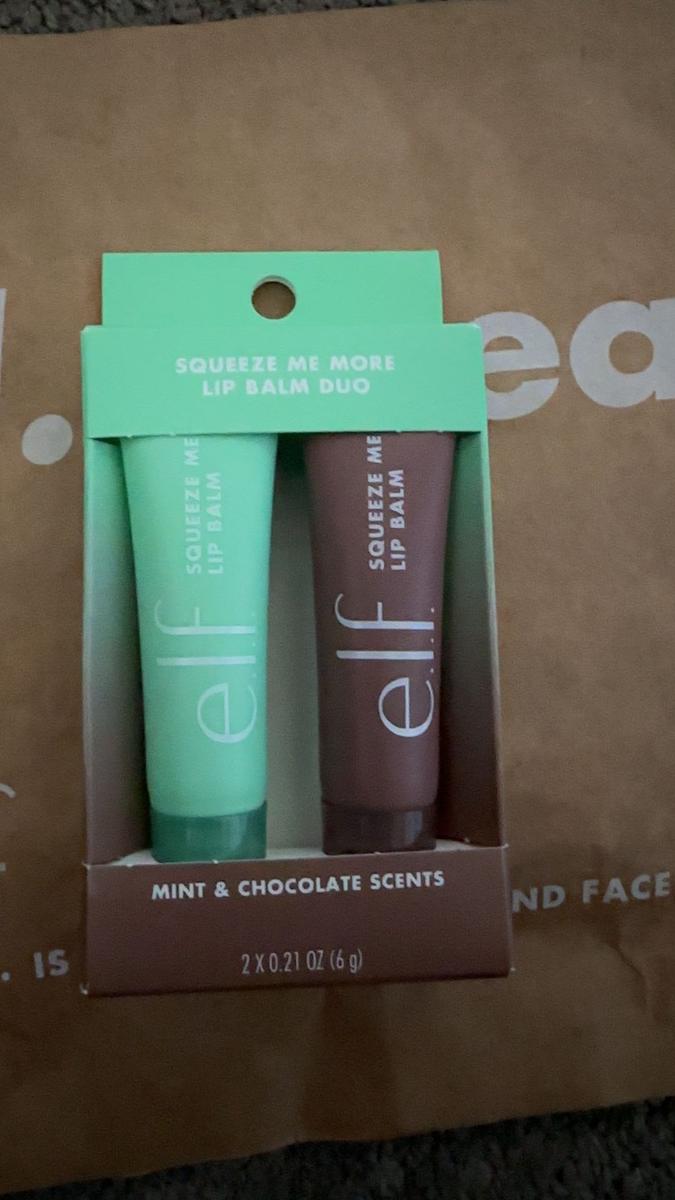 SQUEEZE ME MORE
LIP BALM DUO
SQUEEZE ME
LIP BALM
e.l.f.
SQUEEZE ME
LIP BALM
e.l.f.
MINT & CHOCOLATE SCENTS
2 X 0.21 OZ (6 g)
ea
ND FACE
. IS